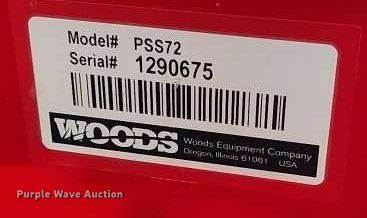 Model# PSS72
Serial# 1290675
WOODS
Woods Equipment Company
Oregon, Illinois 61061 USA
Purple Wave Auction